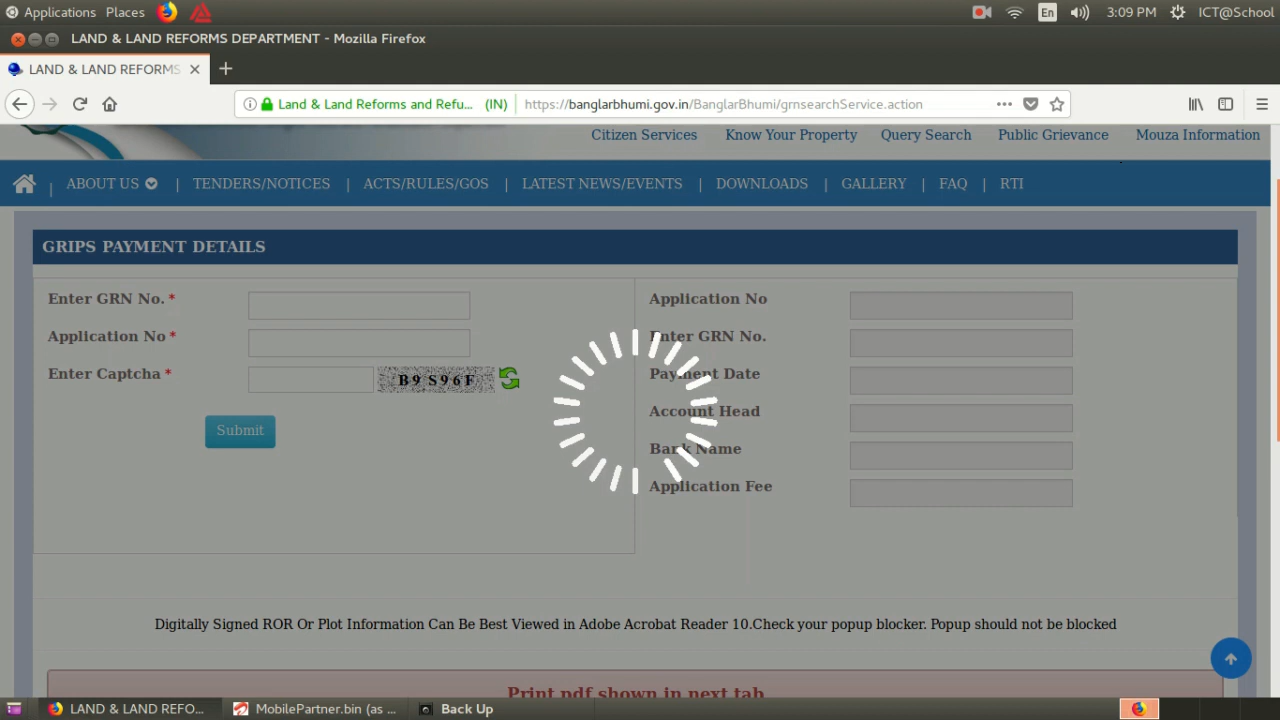 Applications Places En 3:09 PM ICT@School
LAND & LAND REFORMS DEPARTMENT - Mozilla Firefox
LAND & LAND REFORMS
Land & Land Reforms and Refu... (IN) https://banglarbhumi.gov.in/BanglarBhumi/grnsearchService.action
Citizen Services Know Your Property Query Search Public Grievance Mouza Information
ABOUT US | TENDERS/NOTICES | ACTS/RULES/GOS | LATEST NEWS/EVENTS | DOWNLOADS | GALLERY | FAQ | RTI
GRIPS PAYMENT DETAILS
Enter GRN No. *
Application No *
Enter Captcha * B9S96F
Submit
Application No
Enter GRN No.
Payment Date
Account Head
Bank Name
Application Fee
Digitally Signed ROR Or Plot Information Can Be Best Viewed in Adobe Acrobat Reader 10.Check your popup blocker. Popup should not be blocked
Print pdf shown in next tab
LAND & LAND REFO... MobilePartner.bin (as ... Back Up